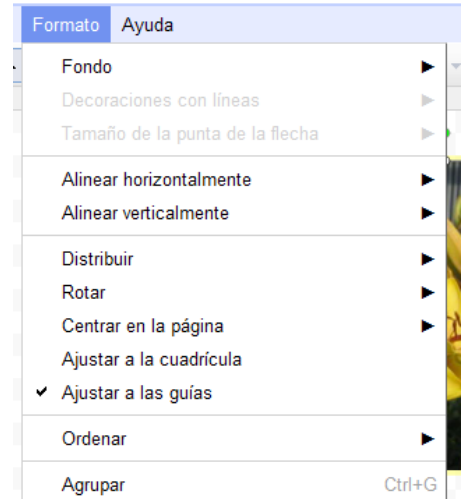 Formato Ayuda
Fondo
Decoraciones con líneas
Tamaño de la punta de la flecha
Alinear horizontalmente
Alinear verticalmente
Distribuir
Rotar
Centrar en la página
Ajustar a la cuadrícula
Ajustar a las guías
Ordenar
Agrupar Ctrl+G